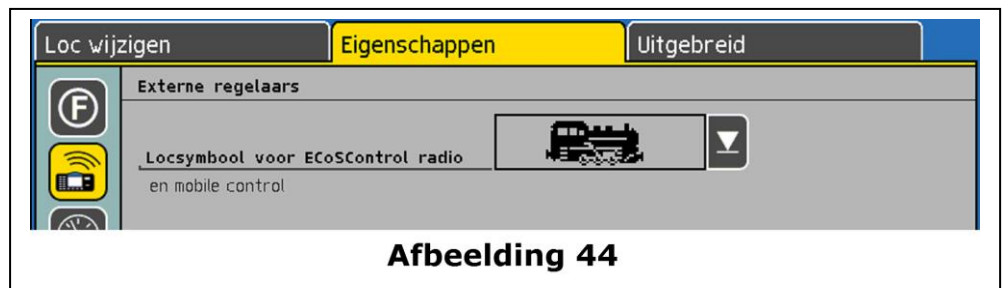 Loc wijzigen
Eigenschappen
Uitgebreid
F
Externe regelaars
Locsymbool voor ECoSControl radio
en mobile control
Afbeelding 44